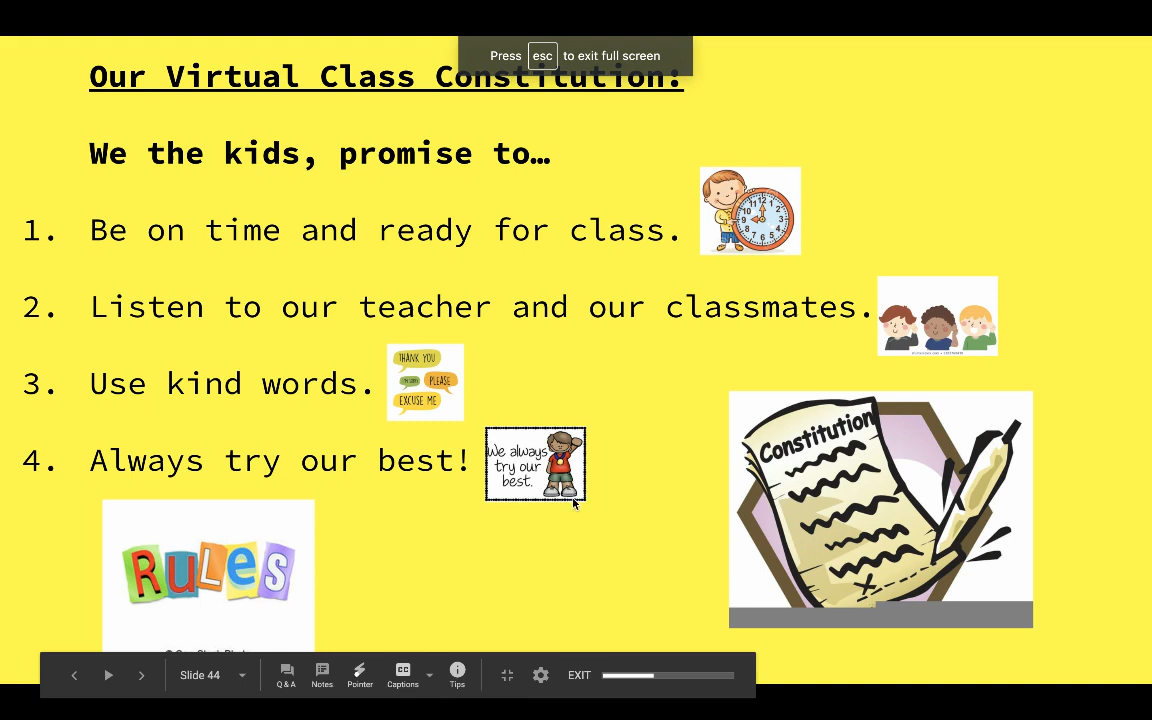 Press esc to exit full screen
Our Virtual Class Constitution:
We the kids, promise to…
1. Be on time and ready for class.
2. Listen to our teacher and our classmates.
3. Use kind words.
THANK YOU
PLEASE
EXCUSE ME
4. Always try our best!
We always
try our
best.
Constitution
RULES
Slide 44
Q & A
Notes
Pointer
CC
Captions
Tips
EXIT